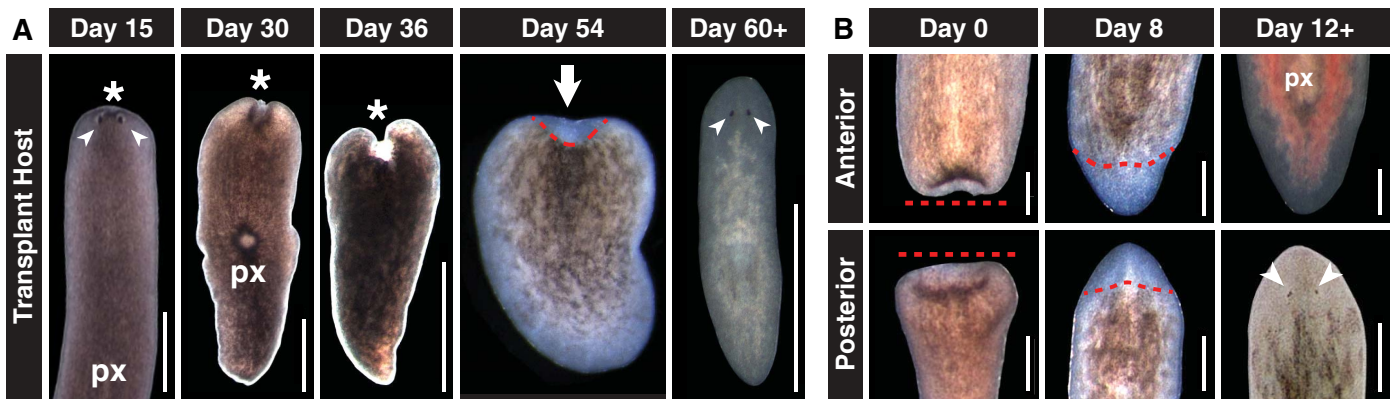 A
Day 15
Day 30
Day 36
Day 54
Day 60+
Transplant Host
*
*
*
px
px
B
Day 0
Day 8
Day 12+
Anterior
px
Posterior